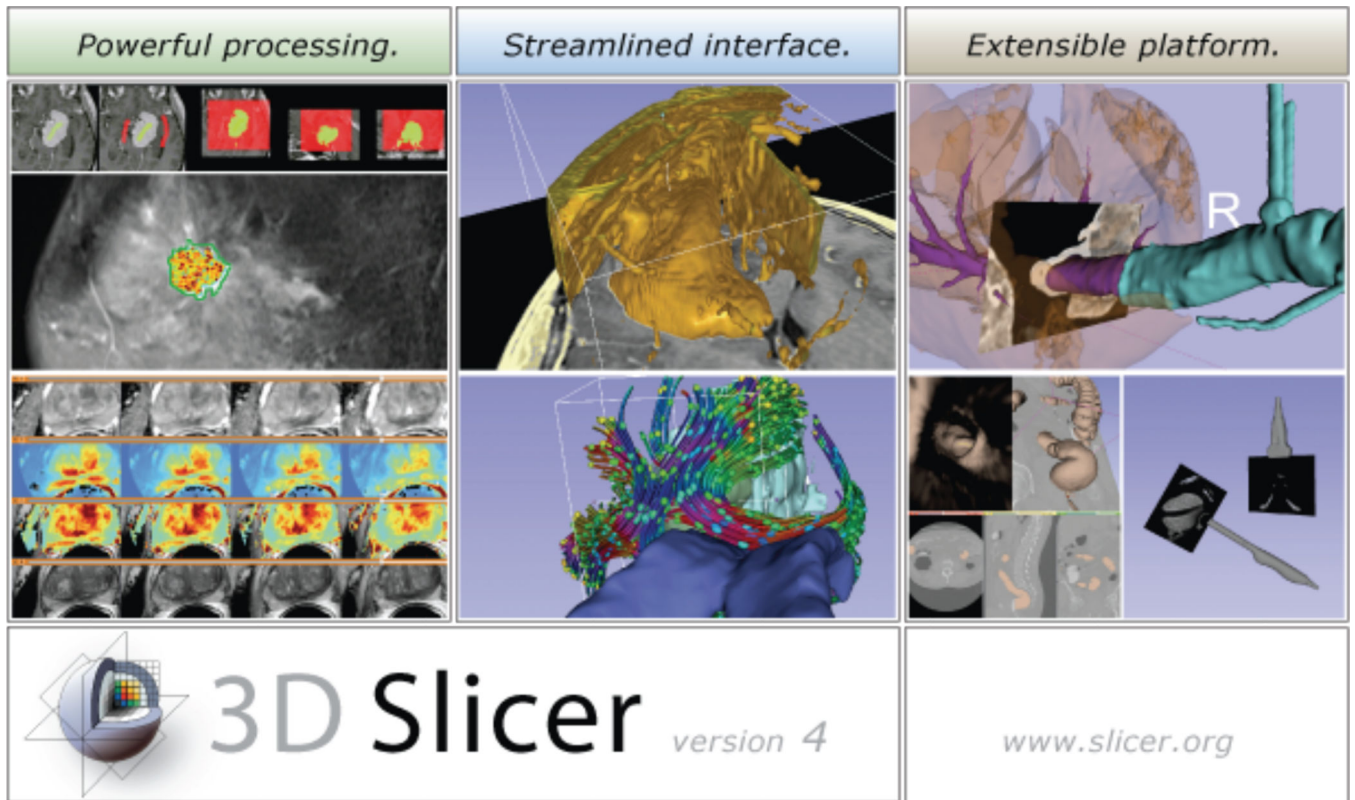 Powerful processing.
Streamlined interface.
Extensible platform.
R
3D Slicer version 4
www.slicer.org